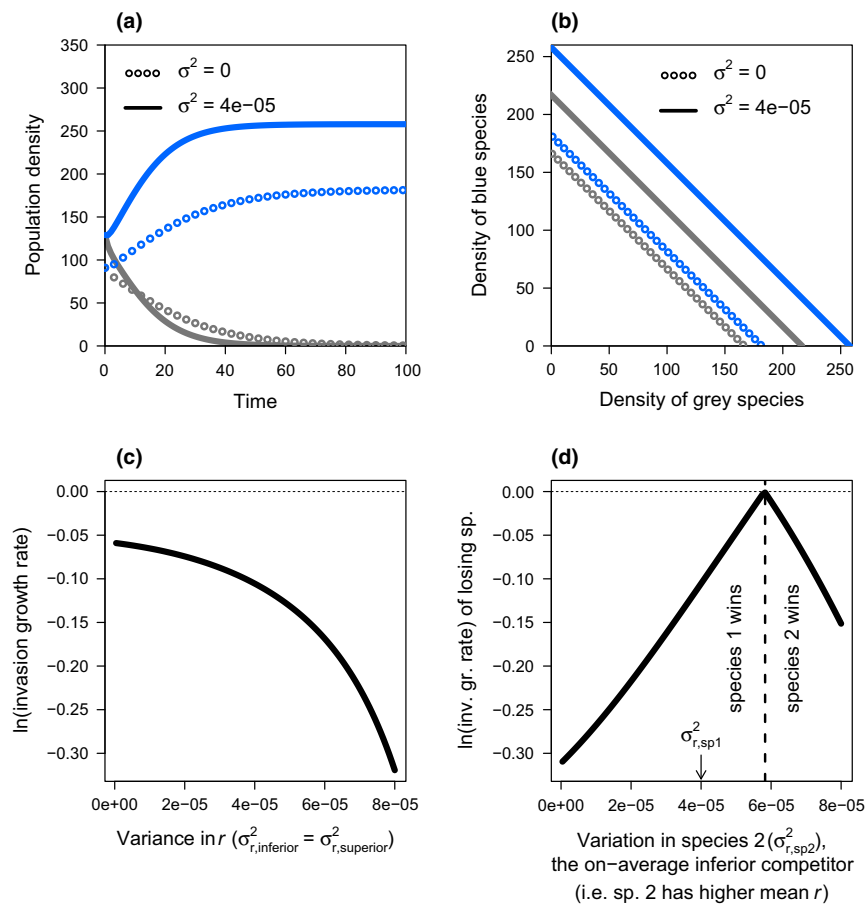 (a)
350
300
250
200
150
100
50
0
Population density
σ² = 0
σ² = 4e−05
0 20 40 60 80 100
Time
(b)
250
200
150
100
50
0
Density of blue species
σ² = 0
σ² = 4e−05
0 50 100 150 200 250
Density of grey species
(c)
0.00
−0.05
−0.10
−0.15
−0.20
−0.25
−0.30
ln(invasion growth rate)
0e+00 2e−05 4e−05 6e−05 8e−05
Variance in r (σ²r,inferior = σ²r,superior)
(d)
0.00
−0.05
−0.10
−0.15
−0.20
−0.25
−0.30
ln(inv. gr. rate) of losing sp.
species 1 wins
species 2 wins
σ²r,sp1
0e+00 2e−05 4e−05 6e−05 8e−05
Variation in species 2 (σ²r,sp2),
the on−average inferior competitor
(i.e. sp. 2 has higher mean r)